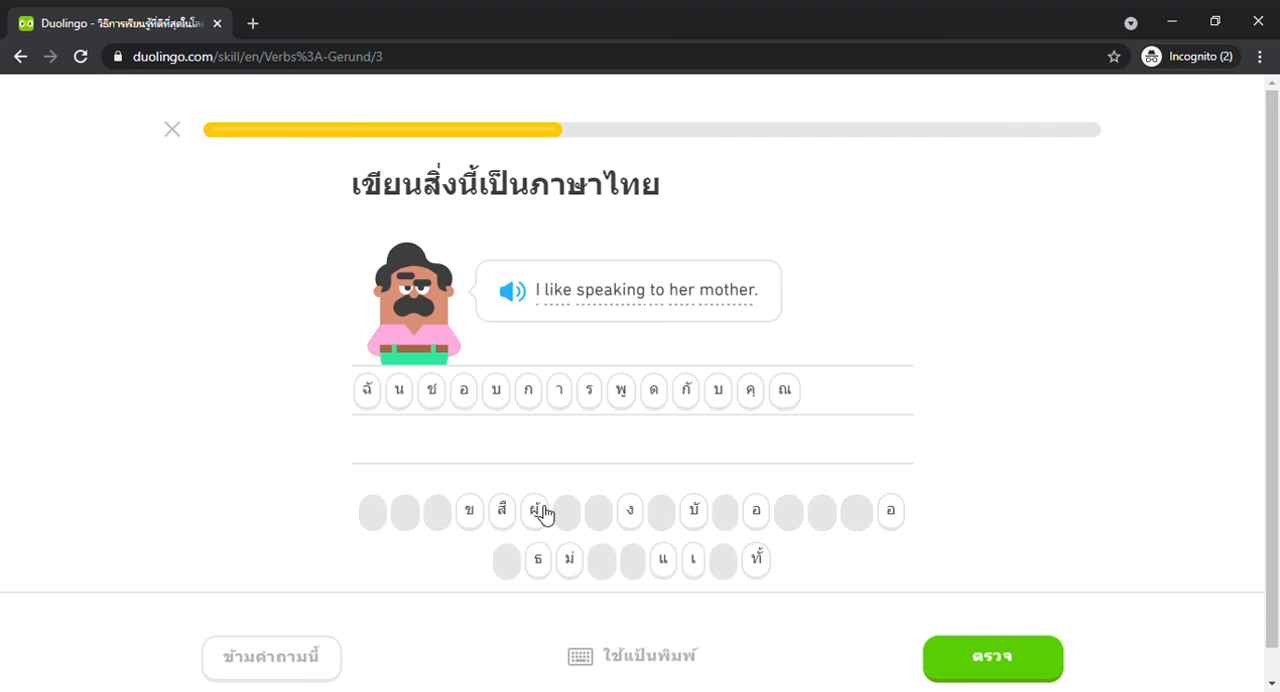 Duolingo - วิธีการเรียนรู้ที่ดีที่สุดในโลก
duolingo.com/skill/en/Verbs%3A-Gerund/3
Incognito (2)
เขียนสิ่งนี้เป็นภาษาไทย
I like speaking to her mother.
ฉั น ช์ อ บ ก า ร พู ด กั บ คุ ณ
ข สื ผู้ ง บั อ อ
ธ ม่ แ เ ทั้
ข้ามคำถามนี้
ใช้แป้นพิมพ์
ตรวจ